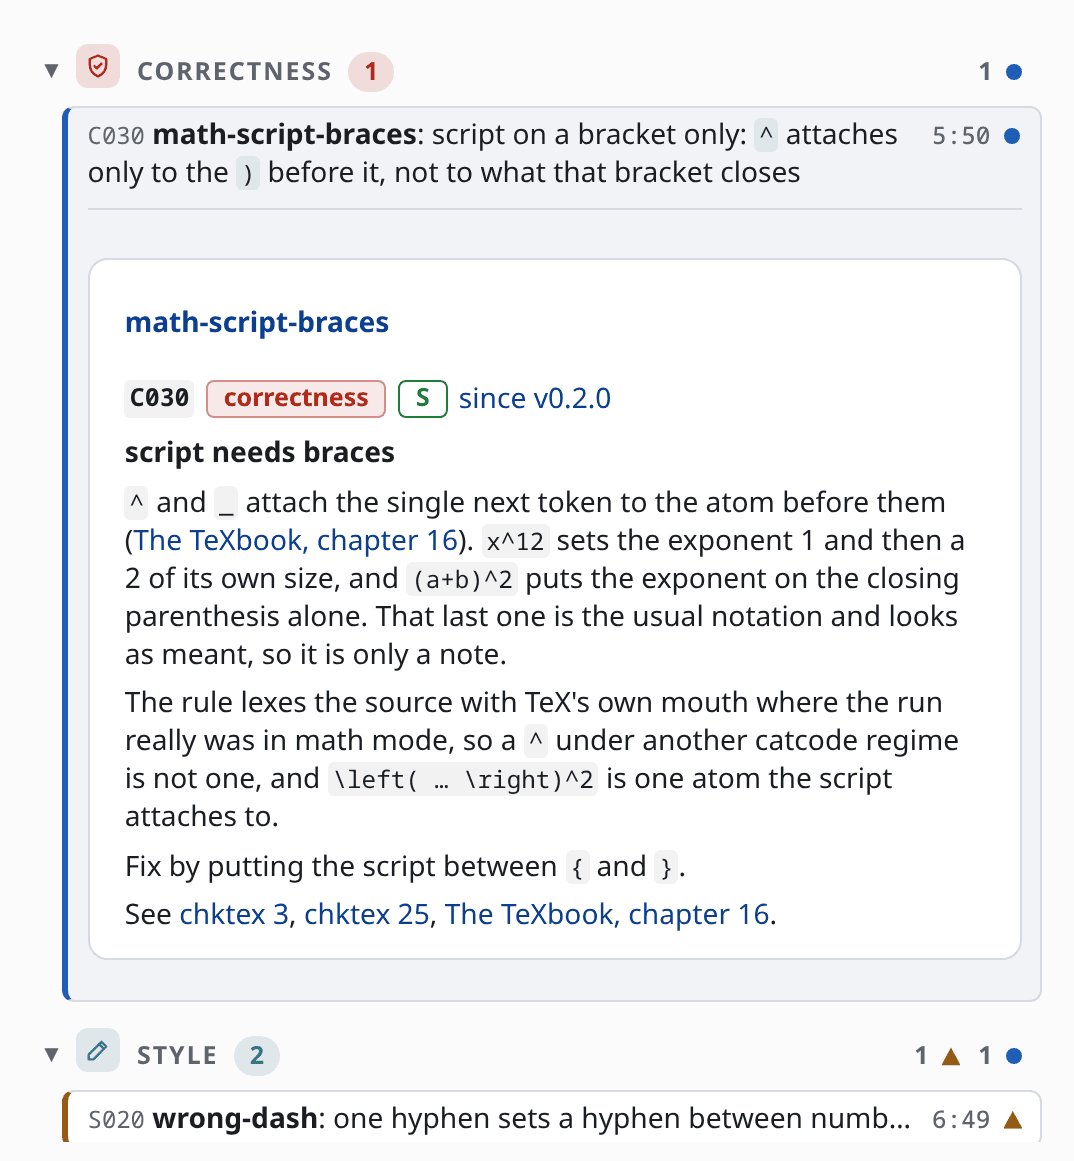 ▼ CORRECTNESS 1 1
C030 math-script-braces: script on a bracket only: ^ attaches 5:50
only to the ) before it, not to what that bracket closes
math-script-braces
C030 correctness S since v0.2.0
script needs braces
^ and _ attach the single next token to the atom before them
(The TeXbook, chapter 16). x^12 sets the exponent 1 and then a
2 of its own size, and (a+b)^2 puts the exponent on the closing
parenthesis alone. That last one is the usual notation and looks
as meant, so it is only a note.
The rule lexes the source with TeX's own mouth where the run
really was in math mode, so a ^ under another catcode regime
is not one, and \left( … \right)^2 is one atom the script
attaches to.
Fix by putting the script between { and }.
See chktex 3, chktex 25, The TeXbook, chapter 16.
▼ STYLE 2 1 ▲ 1
S020 wrong-dash: one hyphen sets a hyphen between numb… 6:49 ▲